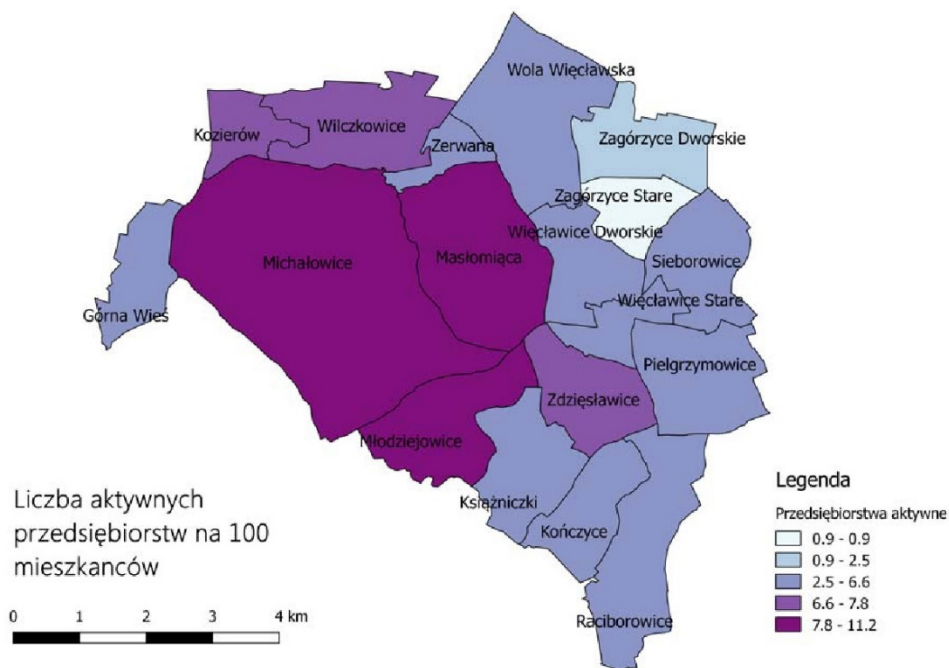 Wola Więcławska
Kozierów
Wilczkowice
Zerwana
Zagórzyce Dworskie
Zagórzyce Stare
Więcławice Dworskie
Michałowice
Masłomiąca
Sieborowice
Górna Wieś
Więcławice Stare
Pielgrzymowice
Zdzięsławice
Młodziejowice
Książniczki
Kończyce
Raciborowice
Liczba aktywnych
przedsiębiorstw na 100
mieszkanców
0 1 2 3 4 km
Legenda
Przedsiębiorstwa aktywne
0.9 - 0.9
0.9 - 2.5
2.5 - 6.6
6.6 - 7.8
7.8 - 11.2